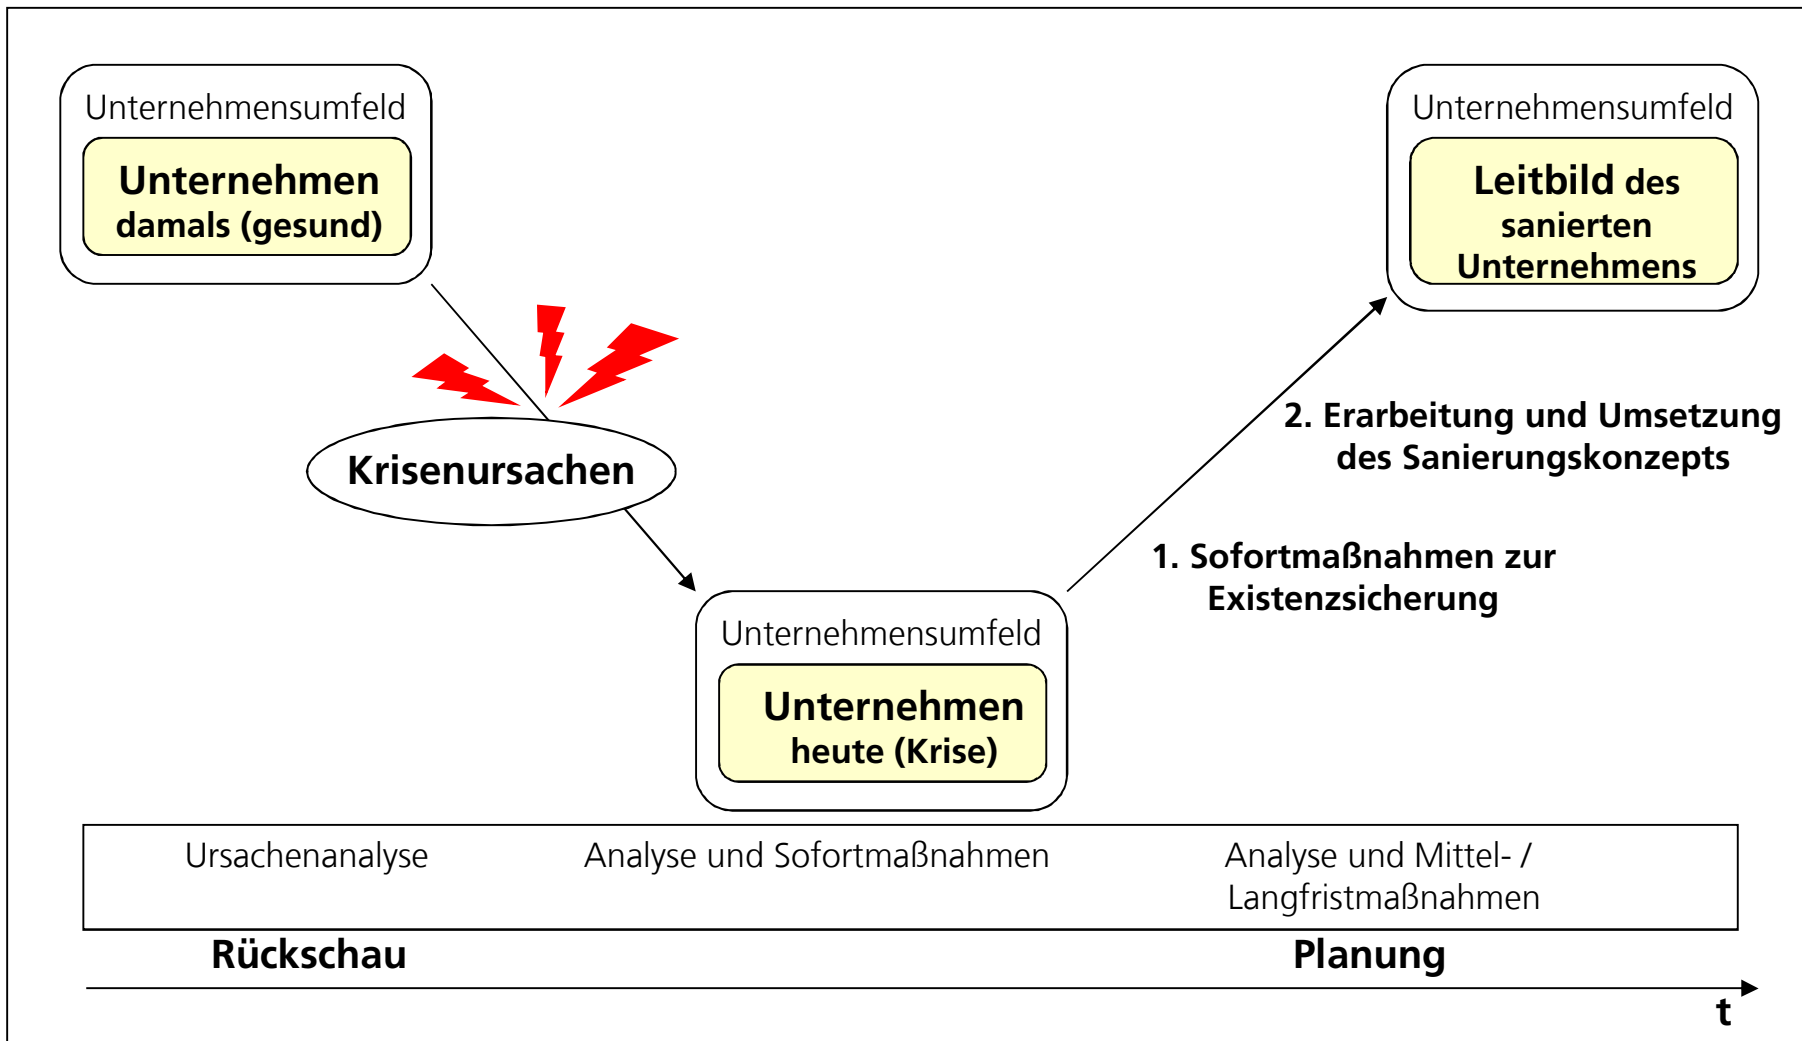 Unternehmensumfeld
Unternehmen
damals (gesund)
Unternehmensumfeld
Leitbild des
sanierten
Unternehmens
Krisenursachen
2. Erarbeitung und Umsetzung
des Sanierungskonzepts
1. Sofortmaßnahmen zur
Existenzsicherung
Unternehmensumfeld
Unternehmen
heute (Krise)
Ursachenanalyse
Analyse und Sofortmaßnahmen
Analyse und Mittel- /
Langfristmaßnahmen
Rückschau
Planung
t